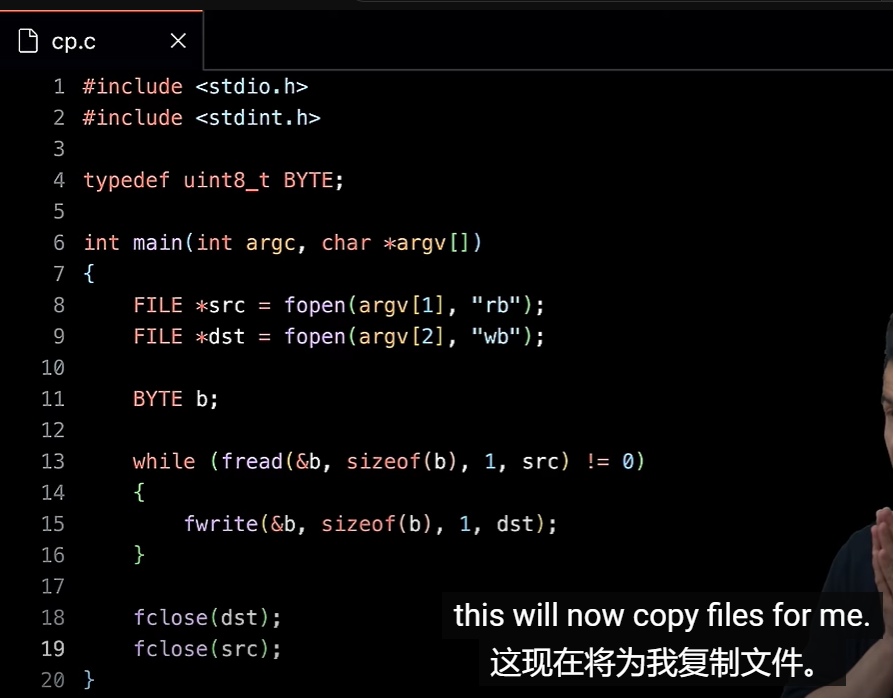 cp.c
1 #include <stdio.h>
2 #include <stdint.h>
3
4 typedef uint8_t BYTE;
5
6 int main(int argc, char *argv[])
7 {
8     FILE *src = fopen(argv[1], "rb");
9     FILE *dst = fopen(argv[2], "wb");
10
11     BYTE b;
12
13     while (fread(&b, sizeof(b), 1, src) != 0)
14     {
15         fwrite(&b, sizeof(b), 1, dst);
16     }
17
18     fclose(dst);
19     fclose(src);
20 }
this will now copy files for me.
这现在将为我复制文件。